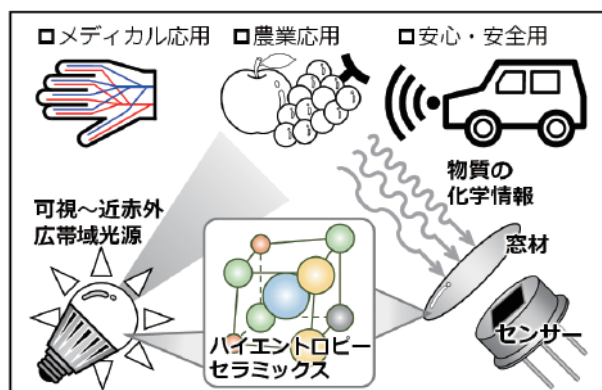 □メディカル応用
□農業応用
□安心・安全用
物質の
化学情報
可視～近赤外
広帯域光源
窓材
センサー
ハイエントロピー
セラミックス